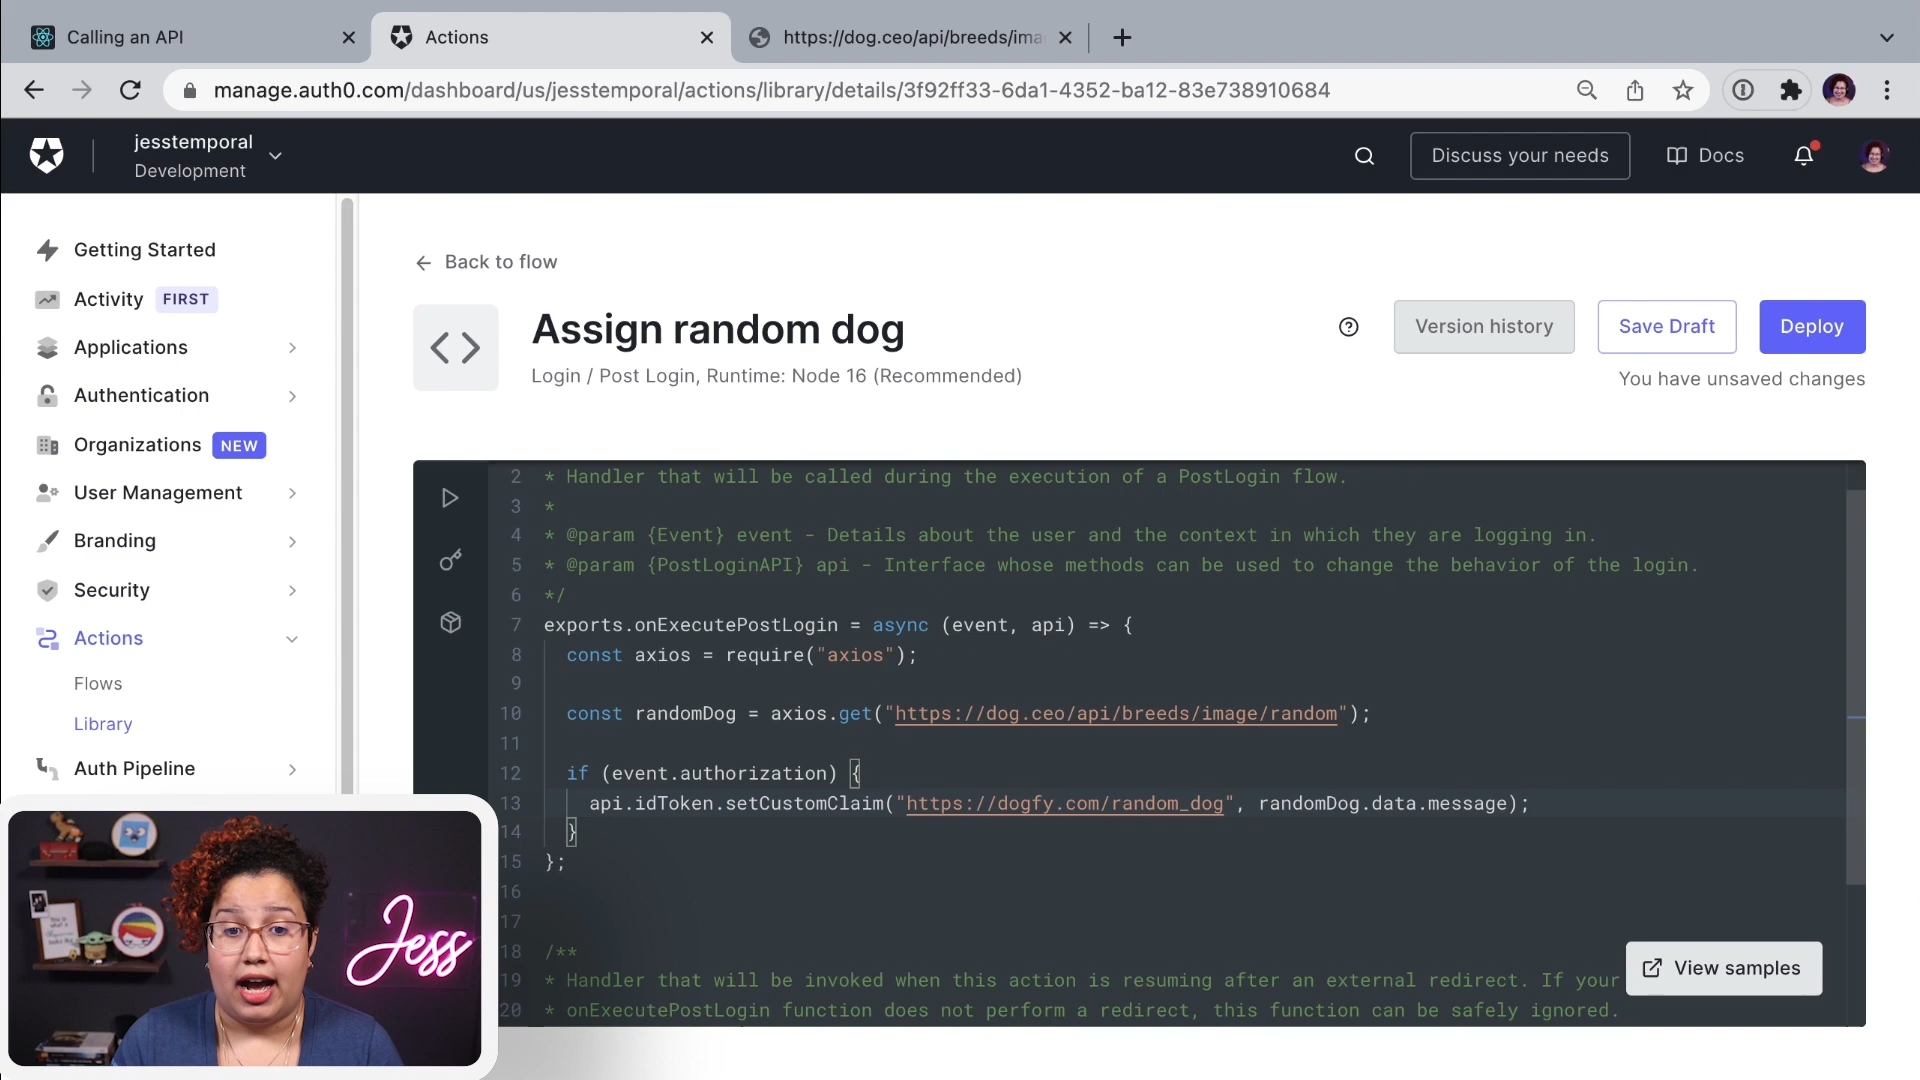 Calling an API
Actions
https://dog.ceo/api/breeds/ima
manage.auth0.com/dashboard/us/jesstemporal/actions/library/details/3f92ff33-6da1-4352-ba12-83e738910684
jesstemporal
Development
Discuss your needs
Docs
Getting Started
Activity FIRST
Applications
Authentication
Organizations NEW
User Management
Branding
Security
Actions
Flows
Library
Auth Pipeline
Back to flow
Assign random dog
Login / Post Login, Runtime: Node 16 (Recommended)
Version history
Save Draft
Deploy
You have unsaved changes
2 * Handler that will be called during the execution of a PostLogin flow.
3 *
4 * @param {Event} event - Details about the user and the context in which they are logging in.
5 * @param {PostLoginAPI} api - Interface whose methods can be used to change the behavior of the login.
6 */
7 exports.onExecutePostLogin = async (event, api) => {
8 const axios = require("axios");
9
10 const randomDog = axios.get("https://dog.ceo/api/breeds/image/random");
11
12 if (event.authorization) {
13 api.idToken.setCustomClaim("https://dogfy.com/random_dog", randomDog.data.message);
14 }
15 };
16
17
18 /**
19 * Handler that will be invoked when this action is resuming after an external redirect. If your
20 * onExecutePostLogin function does not perform a redirect, this function can be safely ignored.
View samples
Jess